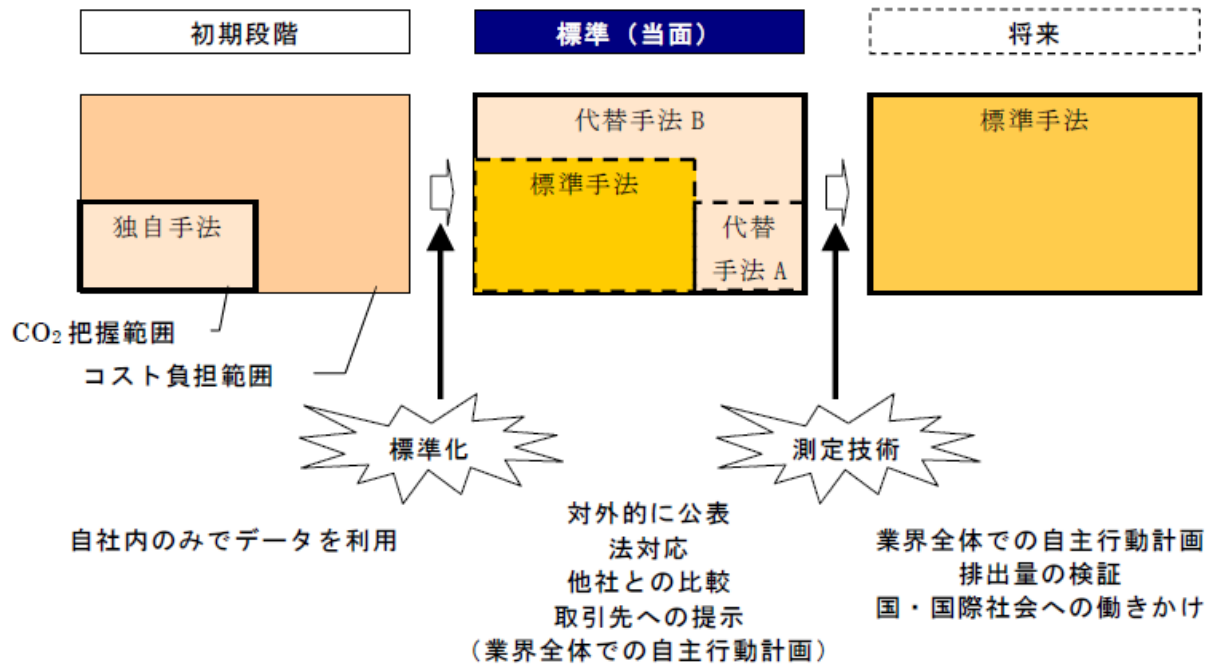 初期段階
標準（当面）
将来
独自手法
代替手法 B
標準手法
代替
手法 A
標準手法
CO₂ 把握範囲
コスト負担範囲
標準化
測定技術
自社内のみでデータを利用
対外的に公表
法対応
他社との比較
取引先への提示
（業界全体での自主行動計画）
業界全体での自主行動計画
排出量の検証
国・国際社会への働きかけ